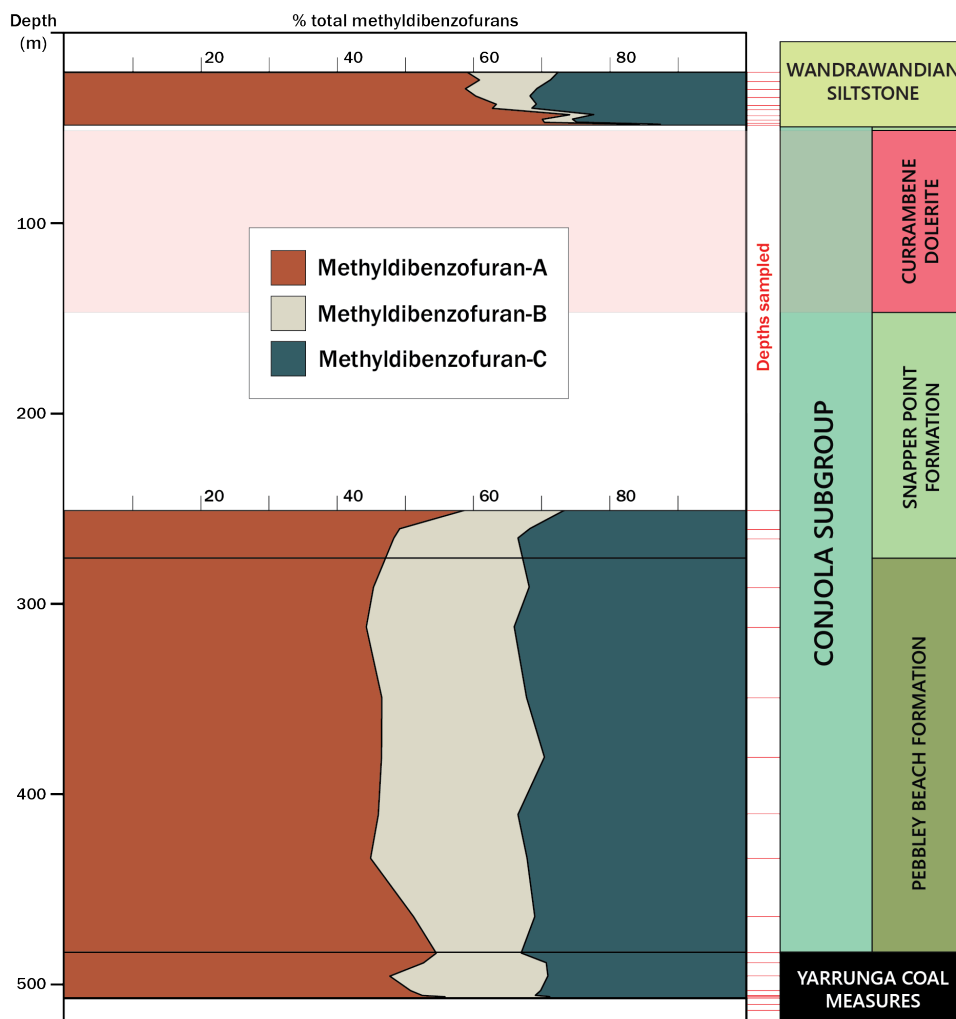 Depth
(m)
% total methyldibenzofurans
20
40
60
80
WANDRAWANDIAN
SILTSTONE
100
CURRAMBENE
DOLERITE
Methyldibenzofuran-A
Methyldibenzofuran-B
Methyldibenzofuran-C
Depths sampled
200
SNAPPER POINT
FORMATION
CONJOLA SUBGROUP
20
40
60
80
300
PEBBLEY BEACH FORMATION
400
500
YARRUNGA COAL
MEASURES